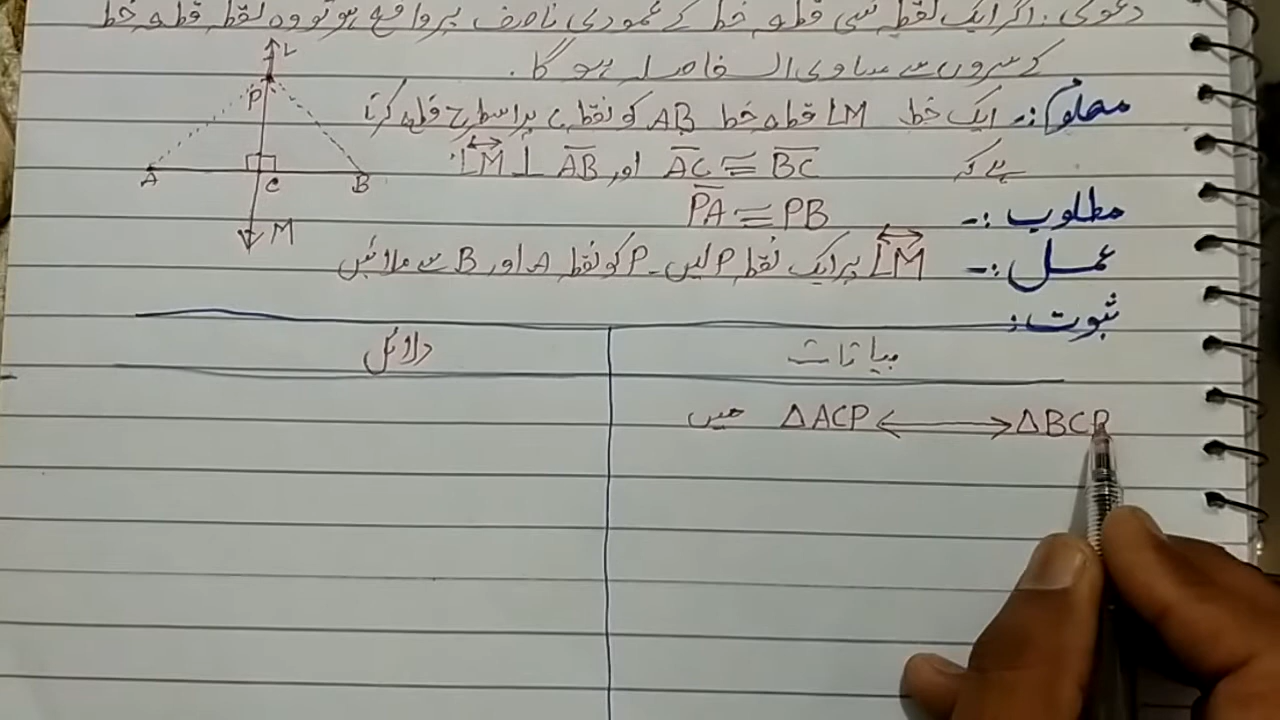 دعویٰ: اگر ایک نقطہ کسی قطعہ خط کے عمودی ناصف پر واقع ہو تو وہ نقطہ قطعہ خط
کے سروں سے مساوی الفاصلہ ہو گا۔
معلوم:۔ ایک خط LM قطعہ خط AB کو نقطہ C پر اس طرح قطع کرتا
ہے کہ AC ≅ BC اور LM ⊥ AB.
مطلوب:۔ PA ≅ PB
عمل:۔ LM پر ایک نقطہ P لیں۔ P کو نقطہ A اور B سے ملائیں
ثبوت:
بیانات دلائل
ΔBCP ⟷ ΔACP میں
L
P
A
C
B
M